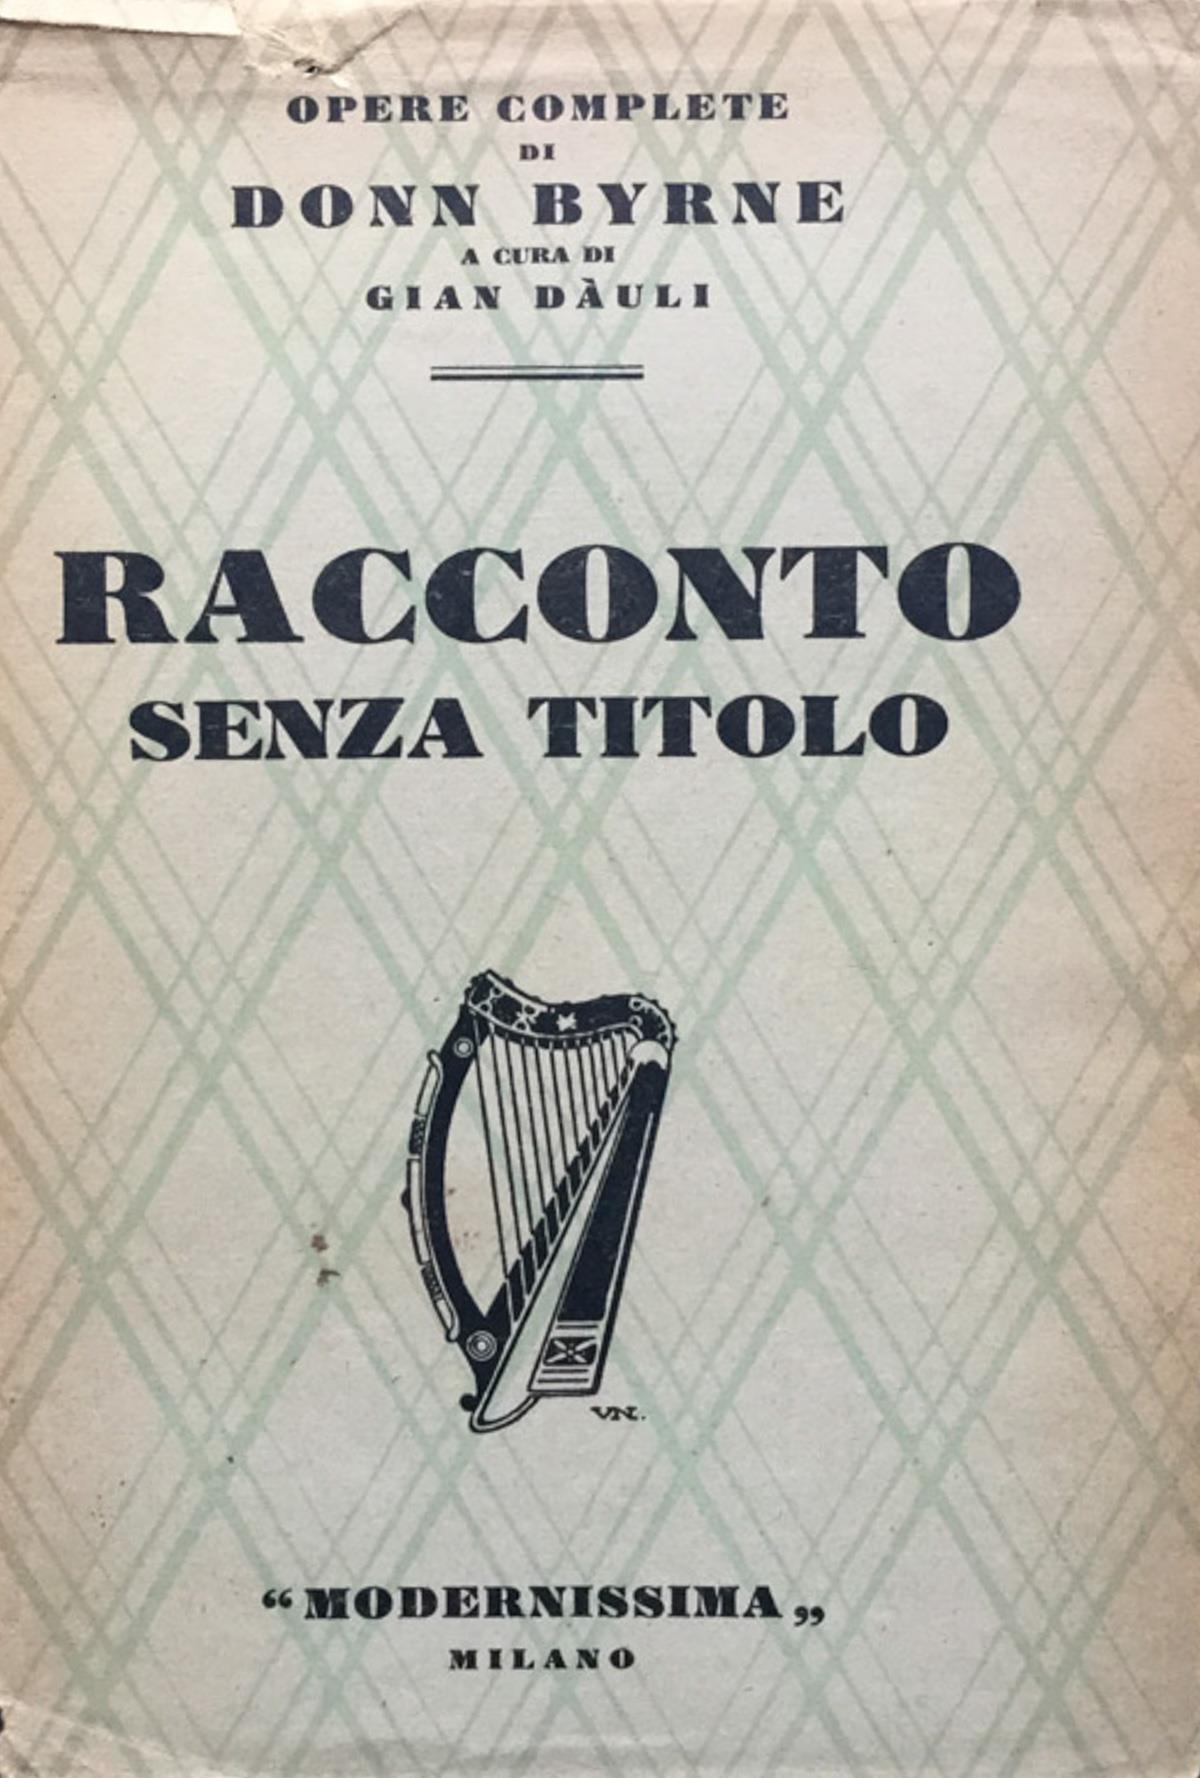 OPERE COMPLETE
DI
DONN BYRNE
A CURA DI
GIAN DÀULI
RACCONTO
SENZA TITOLO
VN.
“MODERNISSIMA„
MILANO